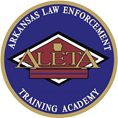 ARKANSAS LAW ENFORCEMENT
ALETA
TRAINING ACADEMY